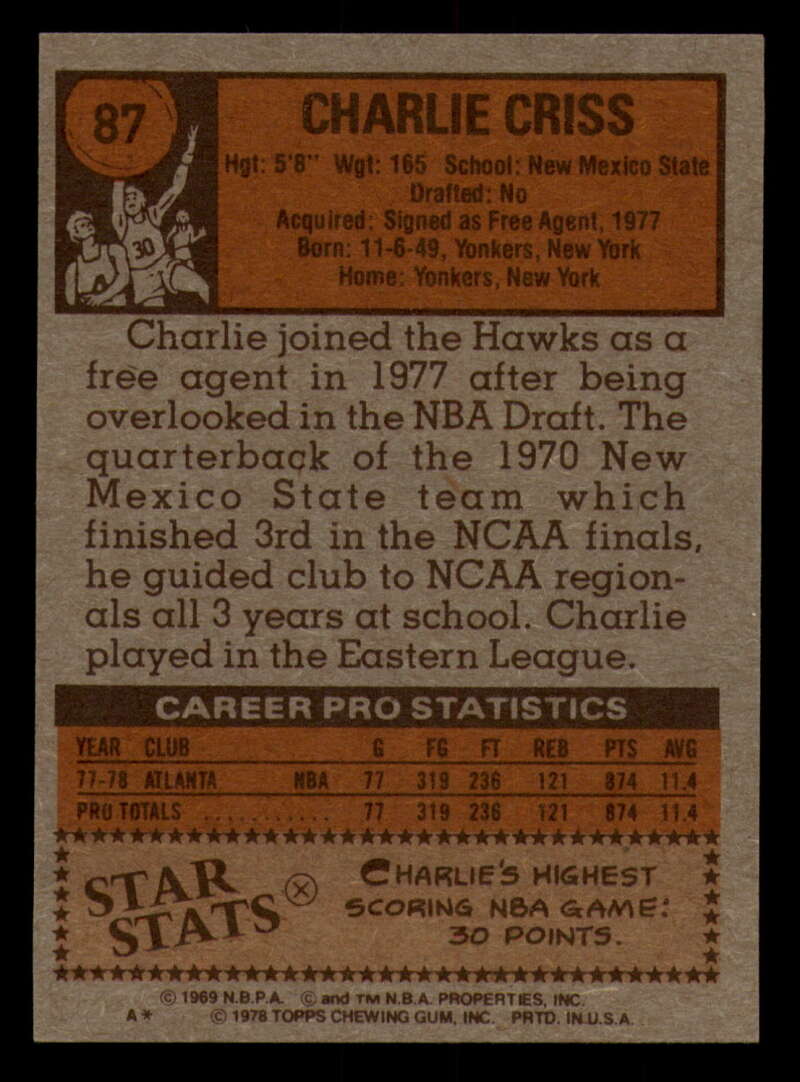 87
CHARLIE CRISS
Hgt: 5'8" Wgt: 165 School: New Mexico State
Drafted: No
Acquired: Signed as Free Agent, 1977
Born: 11-6-49, Yonkers, New York
Home: Yonkers, New York
30
Charlie joined the Hawks as a
free agent in 1977 after being
overlooked in the NBA Draft. The
quarterback of the 1970 New
Mexico State team which
finished 3rd in the NCAA finals,
he guided club to NCAA region-
als all 3 years at school. Charlie
played in the Eastern League.
CAREER PRO STATISTICS
YEAR CLUB G FG FT REB PTS AVG
77-78 ATLANTA NBA 77 319 236 121 874 11.4
PRO TOTALS ........... 77 319 236 121 874 11.4
STAR
STATS
CHARLIE'S HIGHEST
SCORING NBA GAME:
30 POINTS.
© 1969 N.B.P.A. © and TM N.B.A. PROPERTIES, INC.
A* © 1978 TOPPS CHEWING GUM, INC. PRTD. IN U.S.A.